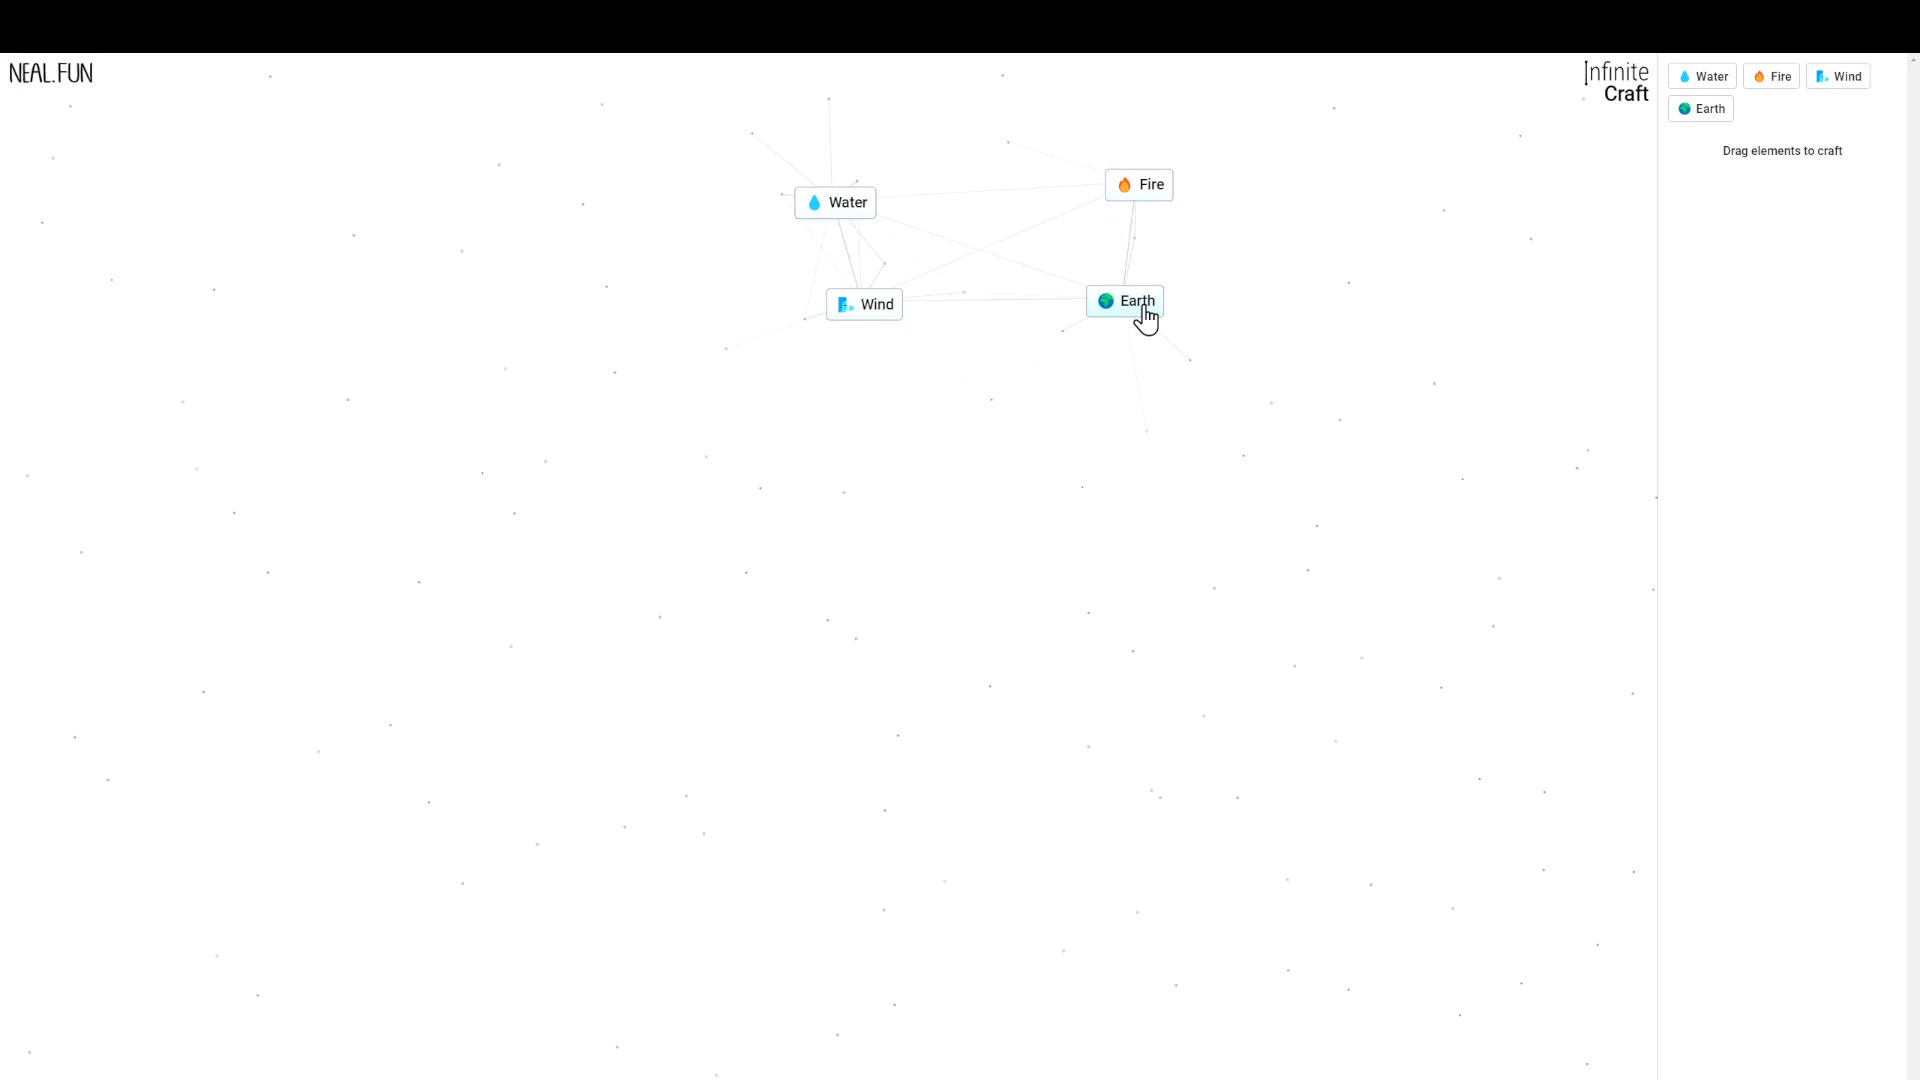 NEAL.FUN
Infinite
Craft
Water
Fire
Wind
Earth
Water Fire Wind
Earth
Drag elements to craft